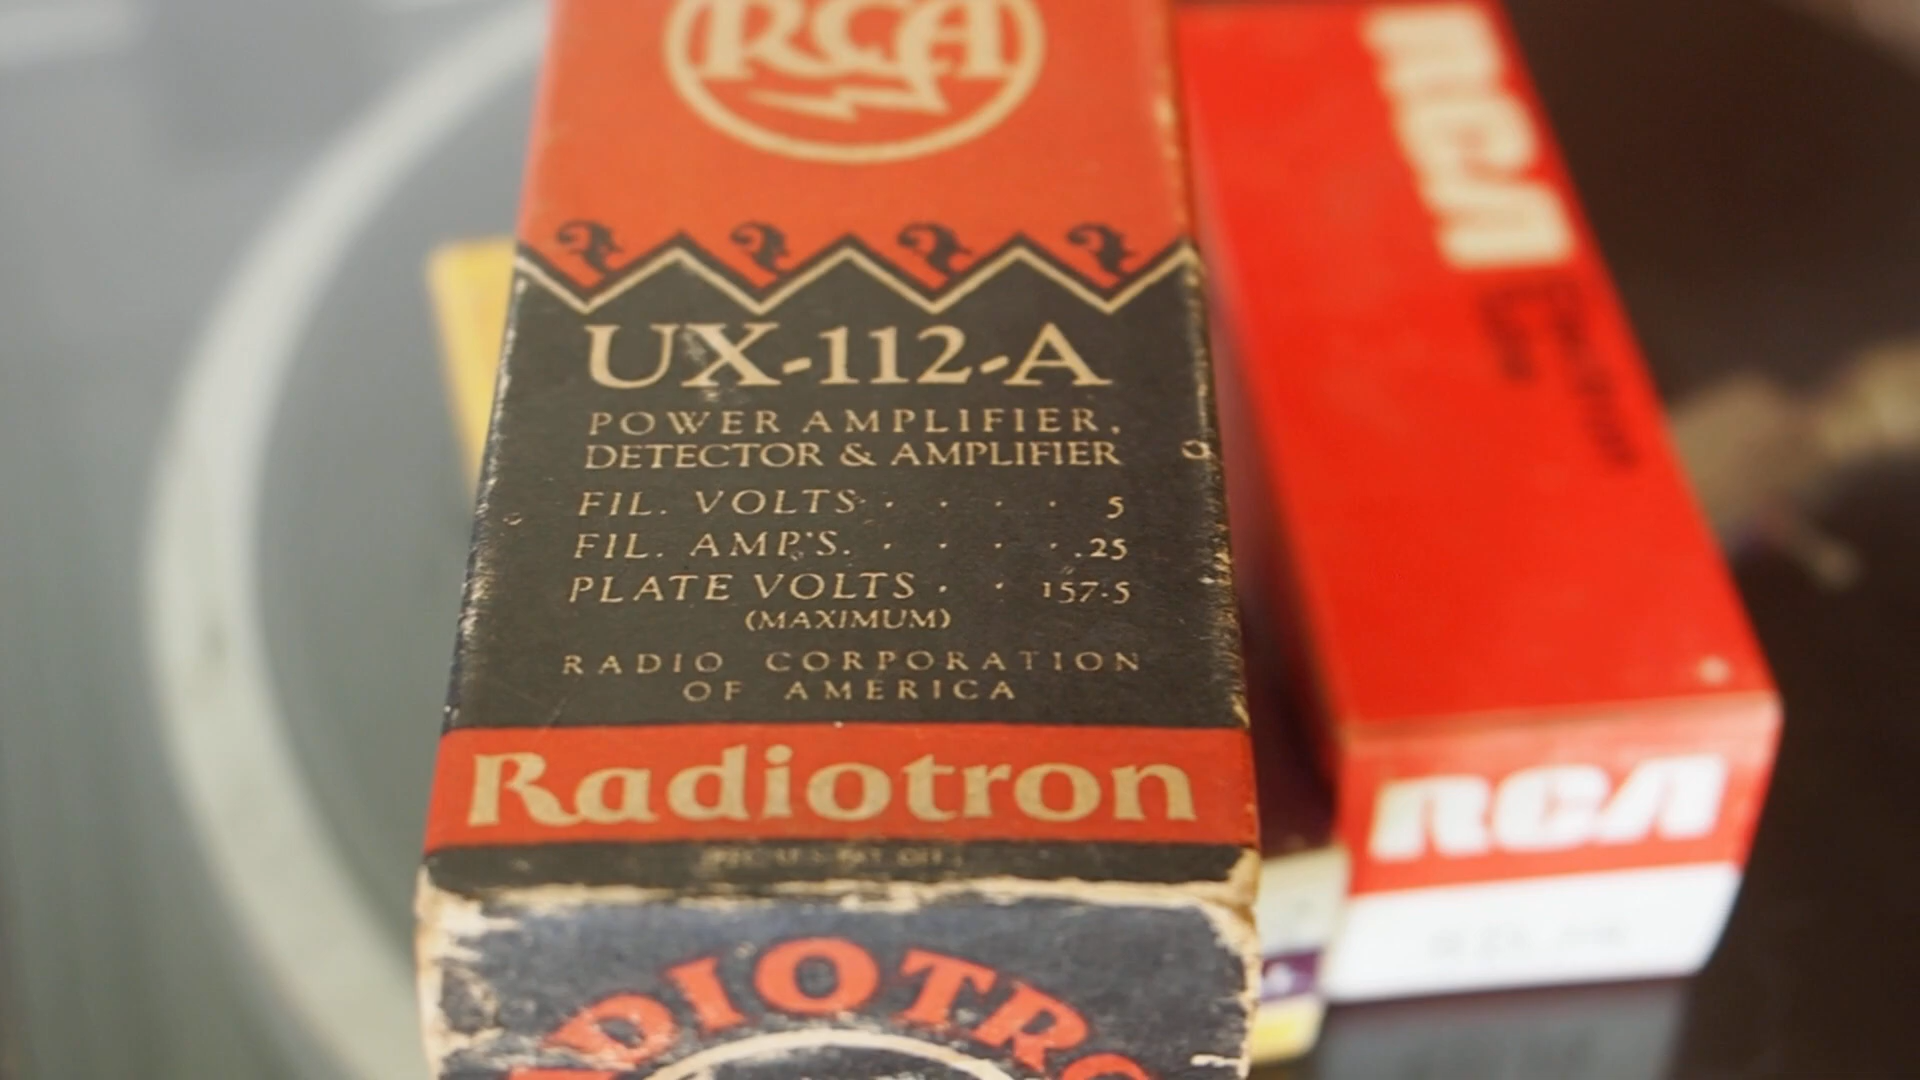 RCA
UX-112-A
POWER AMPLIFIER,
DETECTOR & AMPLIFIER
FIL. VOLTS . . . . 5
FIL. AMP'S. . . . . .25
PLATE VOLTS . . 157.5
(MAXIMUM)
RADIO CORPORATION
OF AMERICA
Radiotron
DIOTRO
RCA
RCA